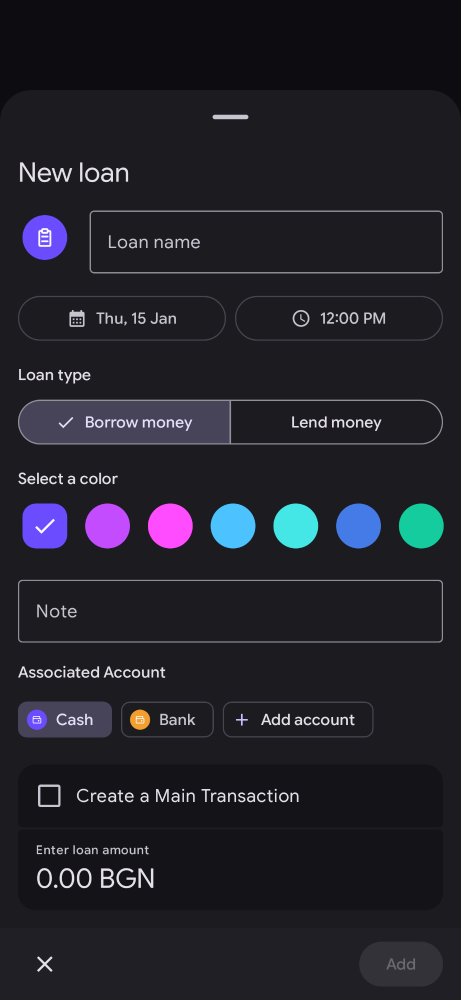 New loan
Loan name
Thu, 15 Jan
12:00 PM
Loan type
Borrow money
Lend money
Select a color
Note
Associated Account
Cash
Bank
Add account
Create a Main Transaction
Enter loan amount
0.00 BGN
Add